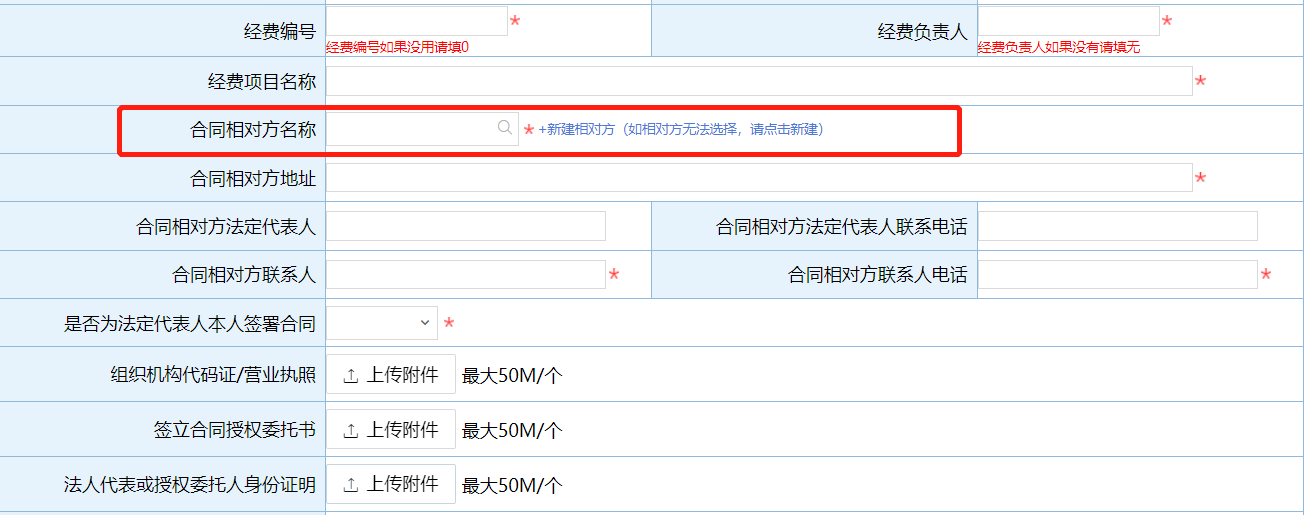 经费编号 * 经费负责人 *
经费编号如果没用请填0 经费负责人如果没有请填无
经费项目名称 *
合同相对方名称 * +新建相对方（如相对方无法选择，请点击新建）
合同相对方地址 *
合同相对方法定代表人 合同相对方法定代表人联系电话
合同相对方联系人 * 合同相对方联系人电话 *
是否为法定代表人本人签署合同 *
组织机构代码证/营业执照 上传附件 最大50M/个
签立合同授权委托书 上传附件 最大50M/个
法人代表或授权委托人身份证明 上传附件 最大50M/个